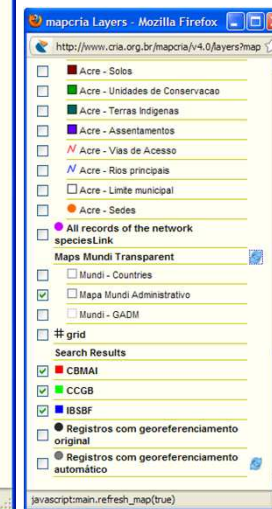 mapcria Layers - Mozilla Firefox
http://www.cria.org.br/mapcria/v4.0/layers?map
Acre - Solos
Acre - Unidades de Conservacao
Acre - Terras Indigenas
Acre - Assentamentos
Acre - Vias de Acesso
Acre - Rios principais
Acre - Limite municipal
Acre - Sedes
All records of the network
speciesLink
Maps Mundi Transparent
Mundi - Countries
Mapa Mundi Administrativo
Mundi - GADM
# grid
Search Results
CBMAI
CCGB
IBSBF
Registros com georeferenciamento
original
Registros com georeferenciamento
automático
javascript:main.refresh_map(true)